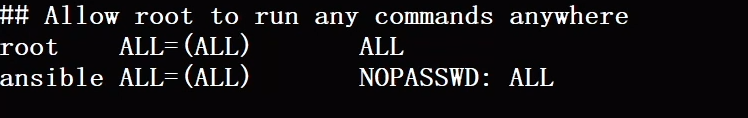 ## Allow root to run any commands anywhere
root    ALL=(ALL)       ALL
ansible ALL=(ALL)       NOPASSWD: ALL